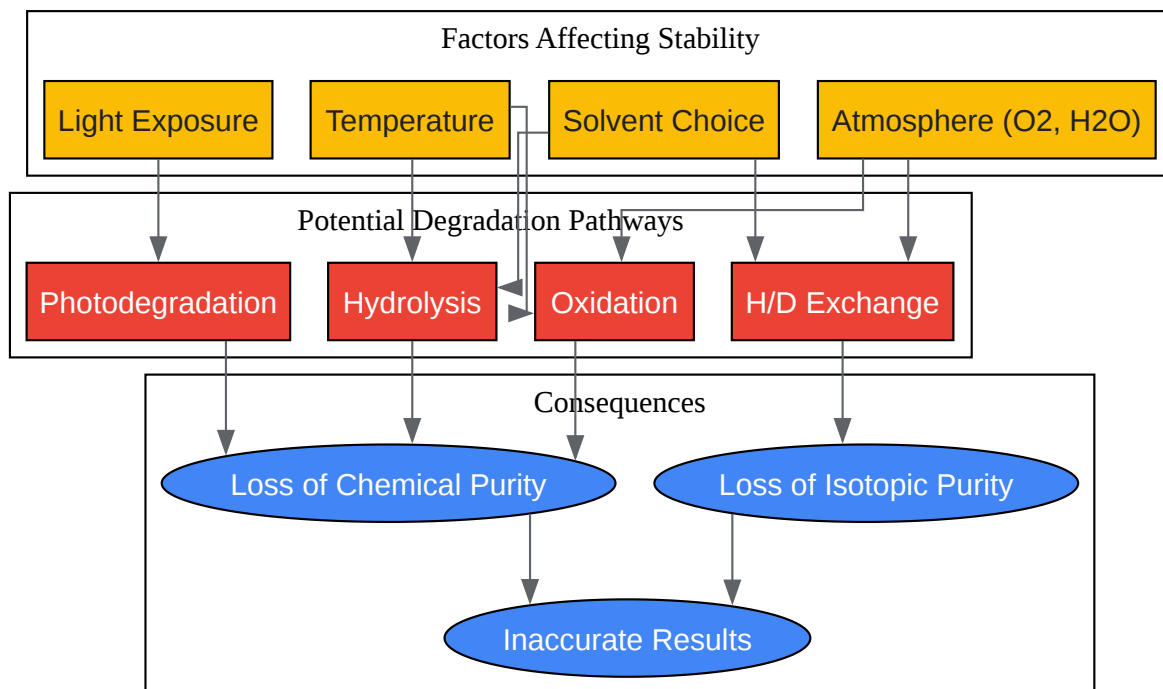 Factors Affecting Stability
Light Exposure
Temperature
Solvent Choice
Atmosphere (O2, H2O)
Potential Degradation Pathways
Photodegradation
Hydrolysis
Oxidation
H/D Exchange
Consequences
Loss of Chemical Purity
Loss of Isotopic Purity
Inaccurate Results